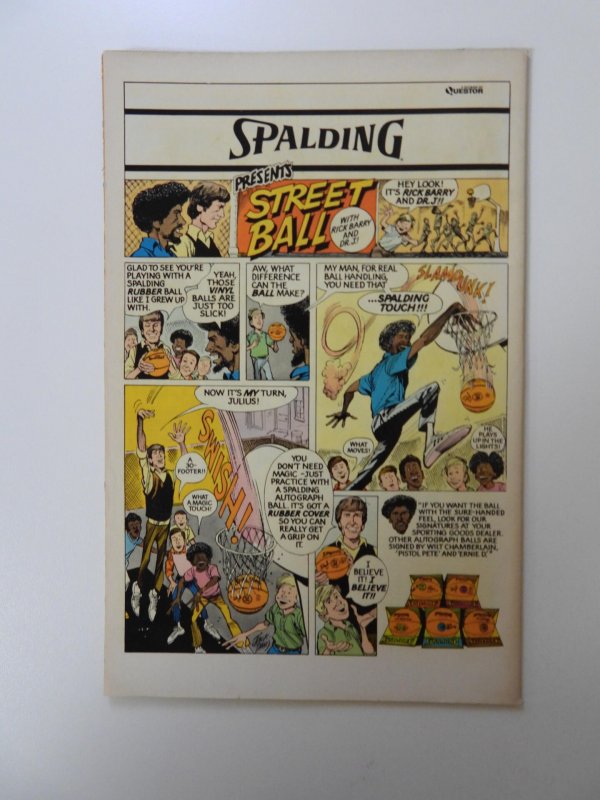 QUESTOR
SPALDING
PRESENTS
STREET
BALL
WITH
RICK BARRY
AND
DR. J!
HEY LOOK!
IT'S RICK BARRY
AND DR. J!!
GLAD TO SEE YOU'RE
PLAYING WITH A
SPALDING
RUBBER BALL
LIKE I GREW UP
WITH.
YEAH,
THOSE
VINYL
BALLS ARE
JUST TOO
SLICK!
AW, WHAT
DIFFERENCE
CAN THE
BALL MAKE?
MY MAN, FOR REAL
BALL HANDLING,
YOU NEED THAT
...SPALDING
TOUCH!!!
SLAM DUNK!
WHAT
MOVES!
HE
PLAYS
UP IN THE
LIGHTS!
NOW IT'S MY TURN,
JULIUS!
A
30-
FOOTER!!
WHAT
A MAGIC
TOUCH!
SWISH!
YOU
DON'T NEED
MAGIC-JUST
PRACTICE WITH
A SPALDING
AUTOGRAPH
BALL. IT'S GOT A
RUBBER COVER
SO YOU CAN
REALLY GET
A GRIP ON
IT.
I
BELIEVE
IT! I
BELIEVE
IT!!
"IF YOU WANT THE BALL
WITH THE SURE-HANDED
FEEL, LOOK FOR OUR
SIGNATURES AT YOUR
SPORTING GOODS DEALER.
OTHER AUTOGRAPH BALLS ARE
SIGNED BY WILT CHAMBERLAIN,
'PISTOL PETE' AND 'ERNIE D.'"